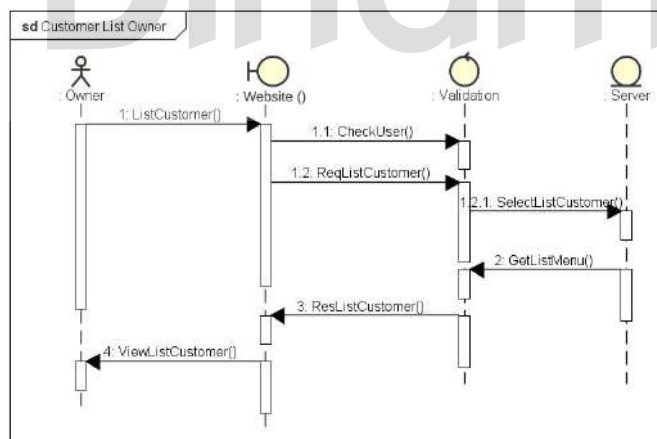 sd Customer List Owner
: Owner
: Website ()
: Validation
: Server
1: ListCustomer()
1.1: CheckUser()
1.2: ReqListCustomer()
1.2.1: SelectListCustomer()
2: GetListMenu()
3: ResListCustomer()
4: ViewListCustomer()